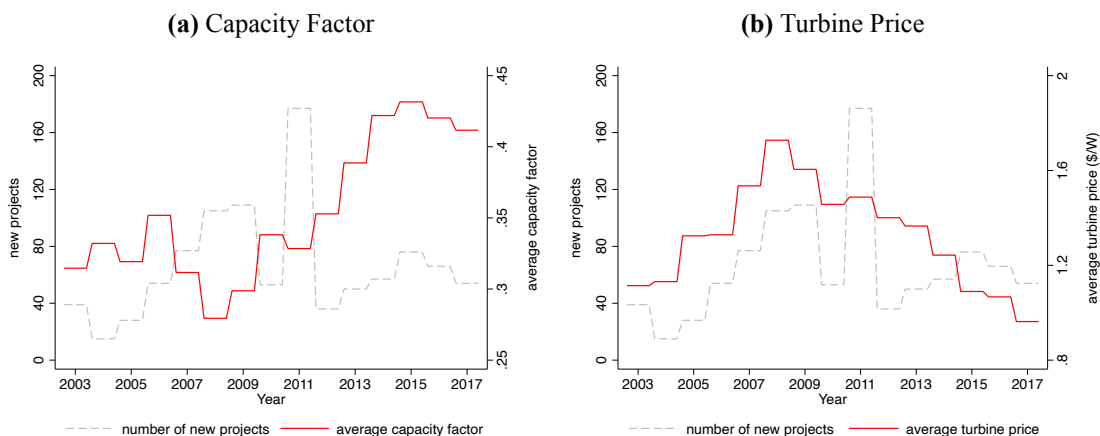 (a) Capacity Factor
new projects
0
40
80
120
160
200
average capacity factor
.25
.3
.35
.4
.45
2003 2005 2007 2009 2011 2013 2015 2017
Year
number of new projects average capacity factor
(b) Turbine Price
new projects
0
40
80
120
160
200
average turbine price ($/W)
.8
1.2
1.6
2
2003 2005 2007 2009 2011 2013 2015 2017
Year
number of new projects average turbine price